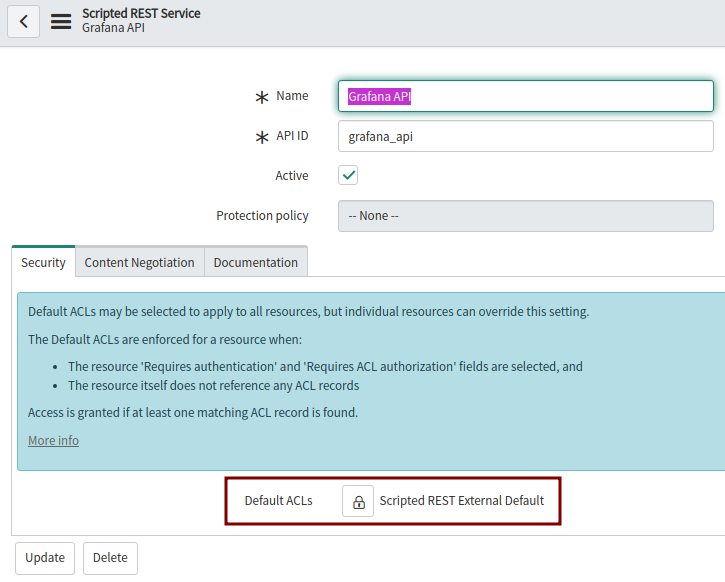 Scripted REST Service
Grafana API
Name
Grafana API
API ID
grafana_api
Active
Protection policy
-- None --
Security
Content Negotiation
Documentation
Default ACLs may be selected to apply to all resources, but individual resources can override this setting.
The Default ACLs are enforced for a resource when:
The resource 'Requires authentication' and 'Requires ACL authorization' fields are selected, and
The resource itself does not reference any ACL records
Access is granted if at least one matching ACL record is found.
More info
Default ACLs
Scripted REST External Default
Update
Delete